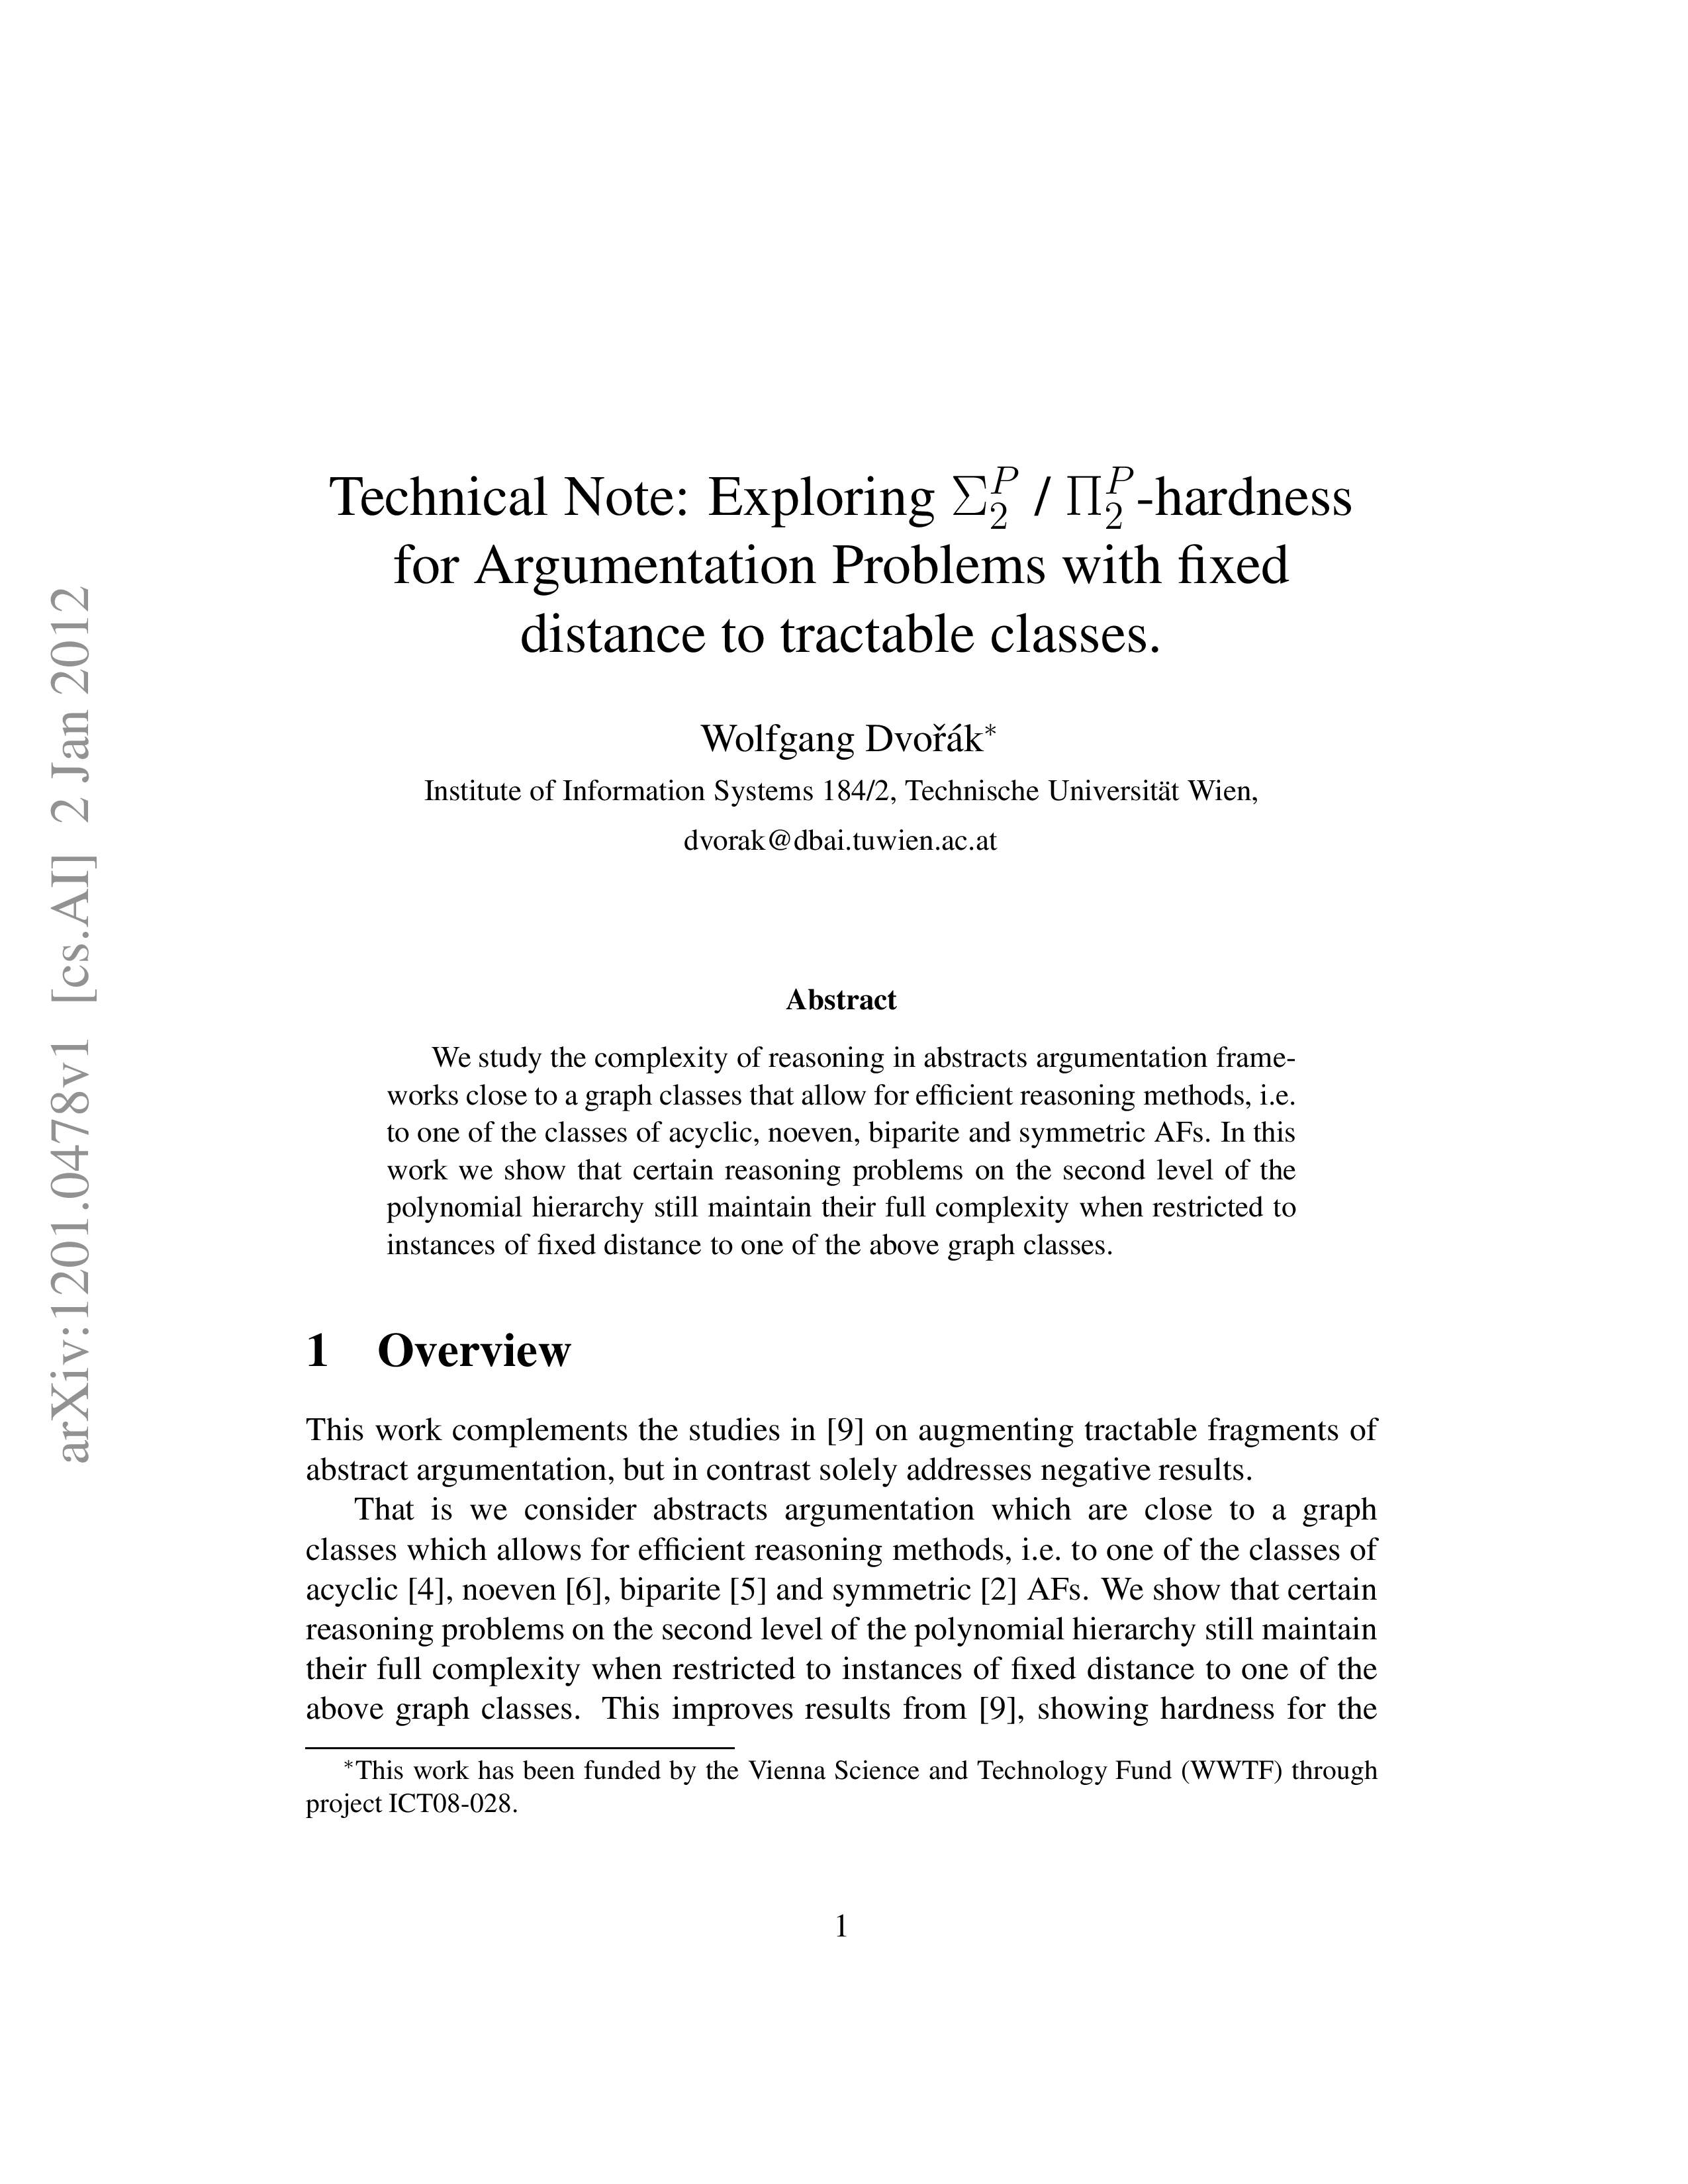 Technical Note: Exploring Σ₂ᴾ / Π₂ᴾ-hardness
for Argumentation Problems with fixed
distance to tractable classes.
Wolfgang Dvořák*
Institute of Information Systems 184/2, Technische Universität Wien,
dvorak@dbai.tuwien.ac.at
Abstract
We study the complexity of reasoning in abstracts argumentation frame-
works close to a graph classes that allow for efficient reasoning methods, i.e.
to one of the classes of acyclic, noeven, biparite and symmetric AFs. In this
work we show that certain reasoning problems on the second level of the
polynomial hierarchy still maintain their full complexity when restricted to
instances of fixed distance to one of the above graph classes.
1 Overview
This work complements the studies in [9] on augmenting tractable fragments of
abstract argumentation, but in contrast solely addresses negative results.
That is we consider abstracts argumentation which are close to a graph
classes which allows for efficient reasoning methods, i.e. to one of the classes of
acyclic [4], noeven [6], biparite [5] and symmetric [2] AFs. We show that certain
reasoning problems on the second level of the polynomial hierarchy still maintain
their full complexity when restricted to instances of fixed distance to one of the
above graph classes. This improves results from [9], showing hardness for the
*This work has been funded by the Vienna Science and Technology Fund (WWTF) through
project ICT08-028.
1
arXiv:1201.0478v1 [cs.AI] 2 Jan 2012